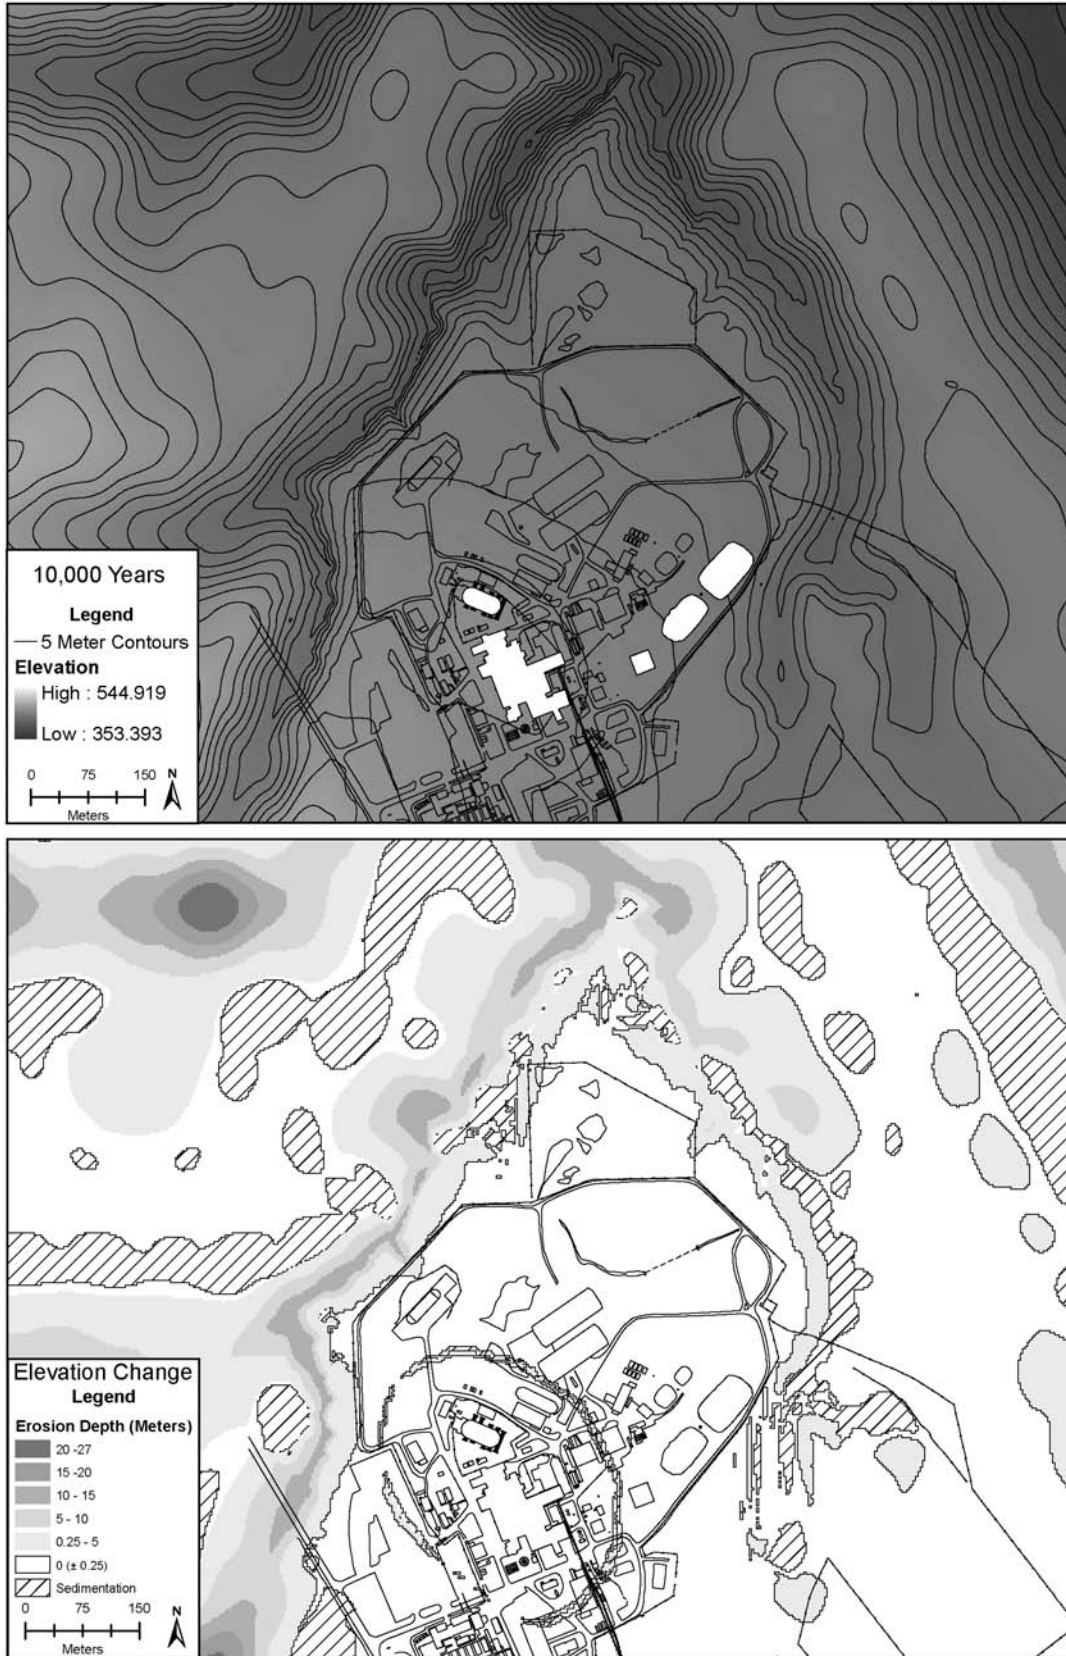 10,000 Years
Legend
5 Meter Contours
Elevation
High : 544.919
Low : 353.393
0 75 150
N
Meters
Elevation Change
Legend
Erosion Depth (Meters)
20 -27
15 -20
10 - 15
5 - 10
0.25 - 5
0 (± 0.25)
Sedimentation
0 75 150
N
Meters